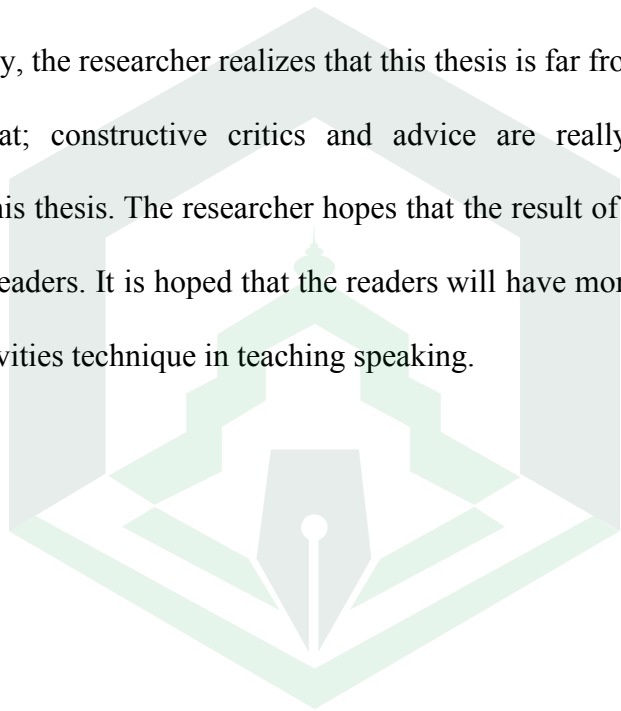 y, the researcher realizes that this thesis is far fro
at; constructive critics and advice are really
his thesis. The researcher hopes that the result of
eaders. It is hoped that the readers will have mor
vities technique in teaching speaking.